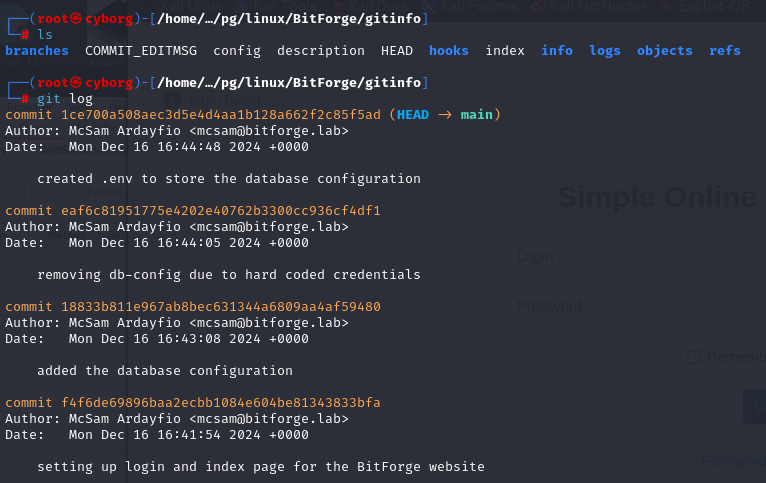 Kali Linux Kali Tools Kali Forums Kali NetHunter Exploit-DB
┌──(root㉿cyborg)-[/home/…/pg/linux/BitForge/gitinfo]
└─# ls
branches COMMIT_EDITMSG config description HEAD hooks index info logs objects refs
┌──(root㉿cyborg)-[/home/…/pg/linux/BitForge/gitinfo]
└─# git log
commit 1ce700a508aec3d5e4d4aa1b128a662f2c85f5ad (HEAD → main)
Author: McSam Ardayfio <mcsam@bitforge.lab>
Date: Mon Dec 16 16:44:48 2024 +0000
created .env to store the database configuration
Simple Online
commit eaf6c81951775e4202e40762b3300cc936cf4df1
Author: McSam Ardayfio <mcsam@bitforge.lab>
Date: Mon Dec 16 16:44:05 2024 +0000
Login
removing db-config due to hard coded credentials
commit 18833b811e967ab8bec631344a6809aa4af59480
Password
Author: McSam Ardayfio <mcsam@bitforge.lab>
Date: Mon Dec 16 16:43:08 2024 +0000
Rememb
added the database configuration
commit f4f6de69896baa2ecbb1084e604be81343833bfa
Author: McSam Ardayfio <mcsam@bitforge.lab>
Date: Mon Dec 16 16:41:54 2024 +0000
Passwor
setting up login and index page for the BitForge website